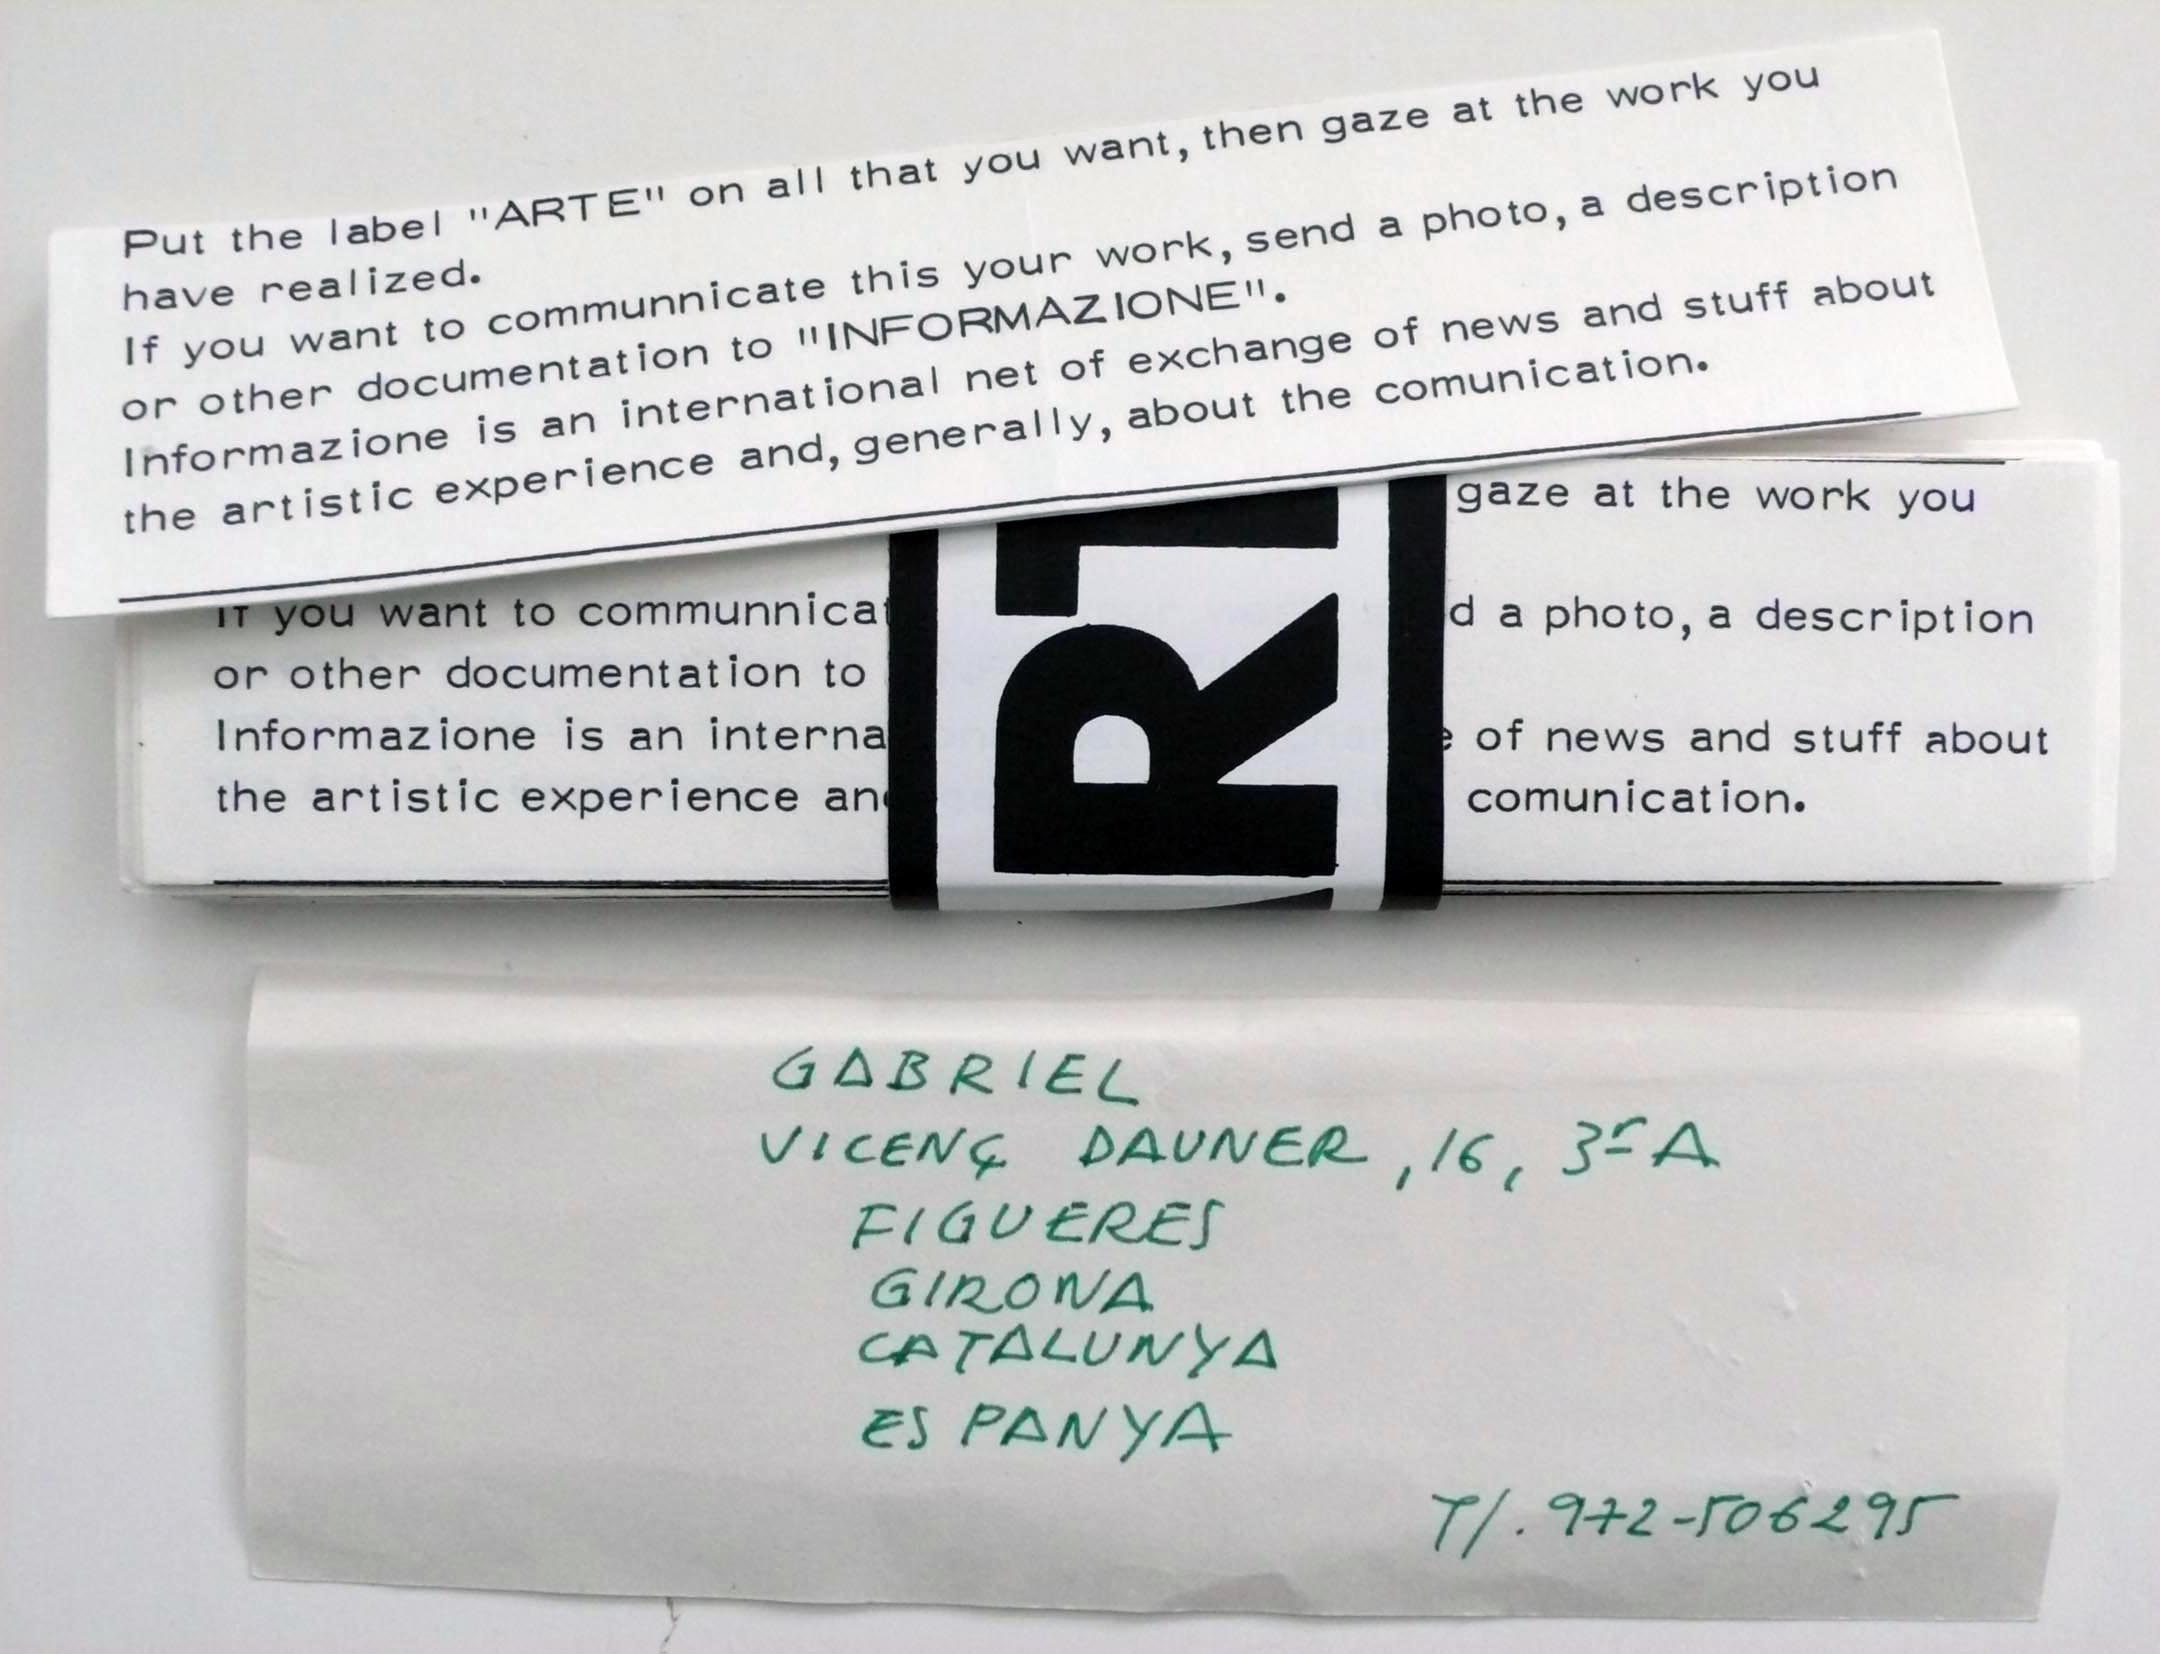 Put the label "ARTE" on all that you want, then gaze at the work you
have realized.
If you want to communnicate this your work, send a photo, a description
or other documentation to "INFORMAZIONE".
Informazione is an international net of exchange of news and stuff about
the artistic experience and, generally, about the comunication.
gaze at the work you
If you want to communnicat
d a photo, a description
or other documentation to
Informazione is an interna
e of news and stuff about
the artistic experience and
comunication.
RT
GABRIEL
VICENÇ DAUNER, 16, 3r A
FIGUERES
GIRONA
CATALUNYA
ESPANYA
T/. 972-506295